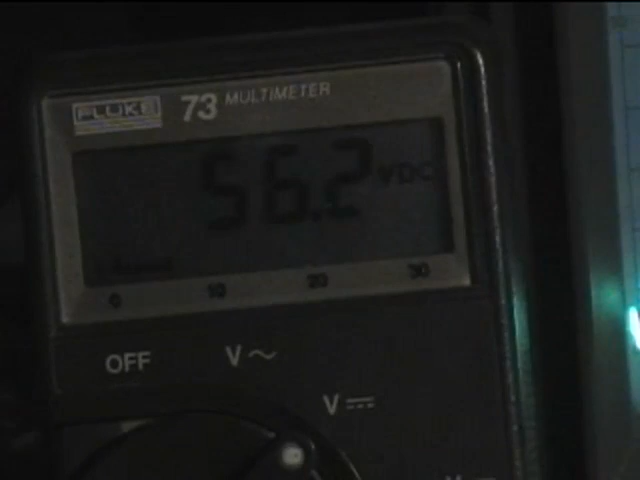 FLUKE 73 MULTIMETER
56.2 VDC
0 10 20 30
OFF V~
V⎓